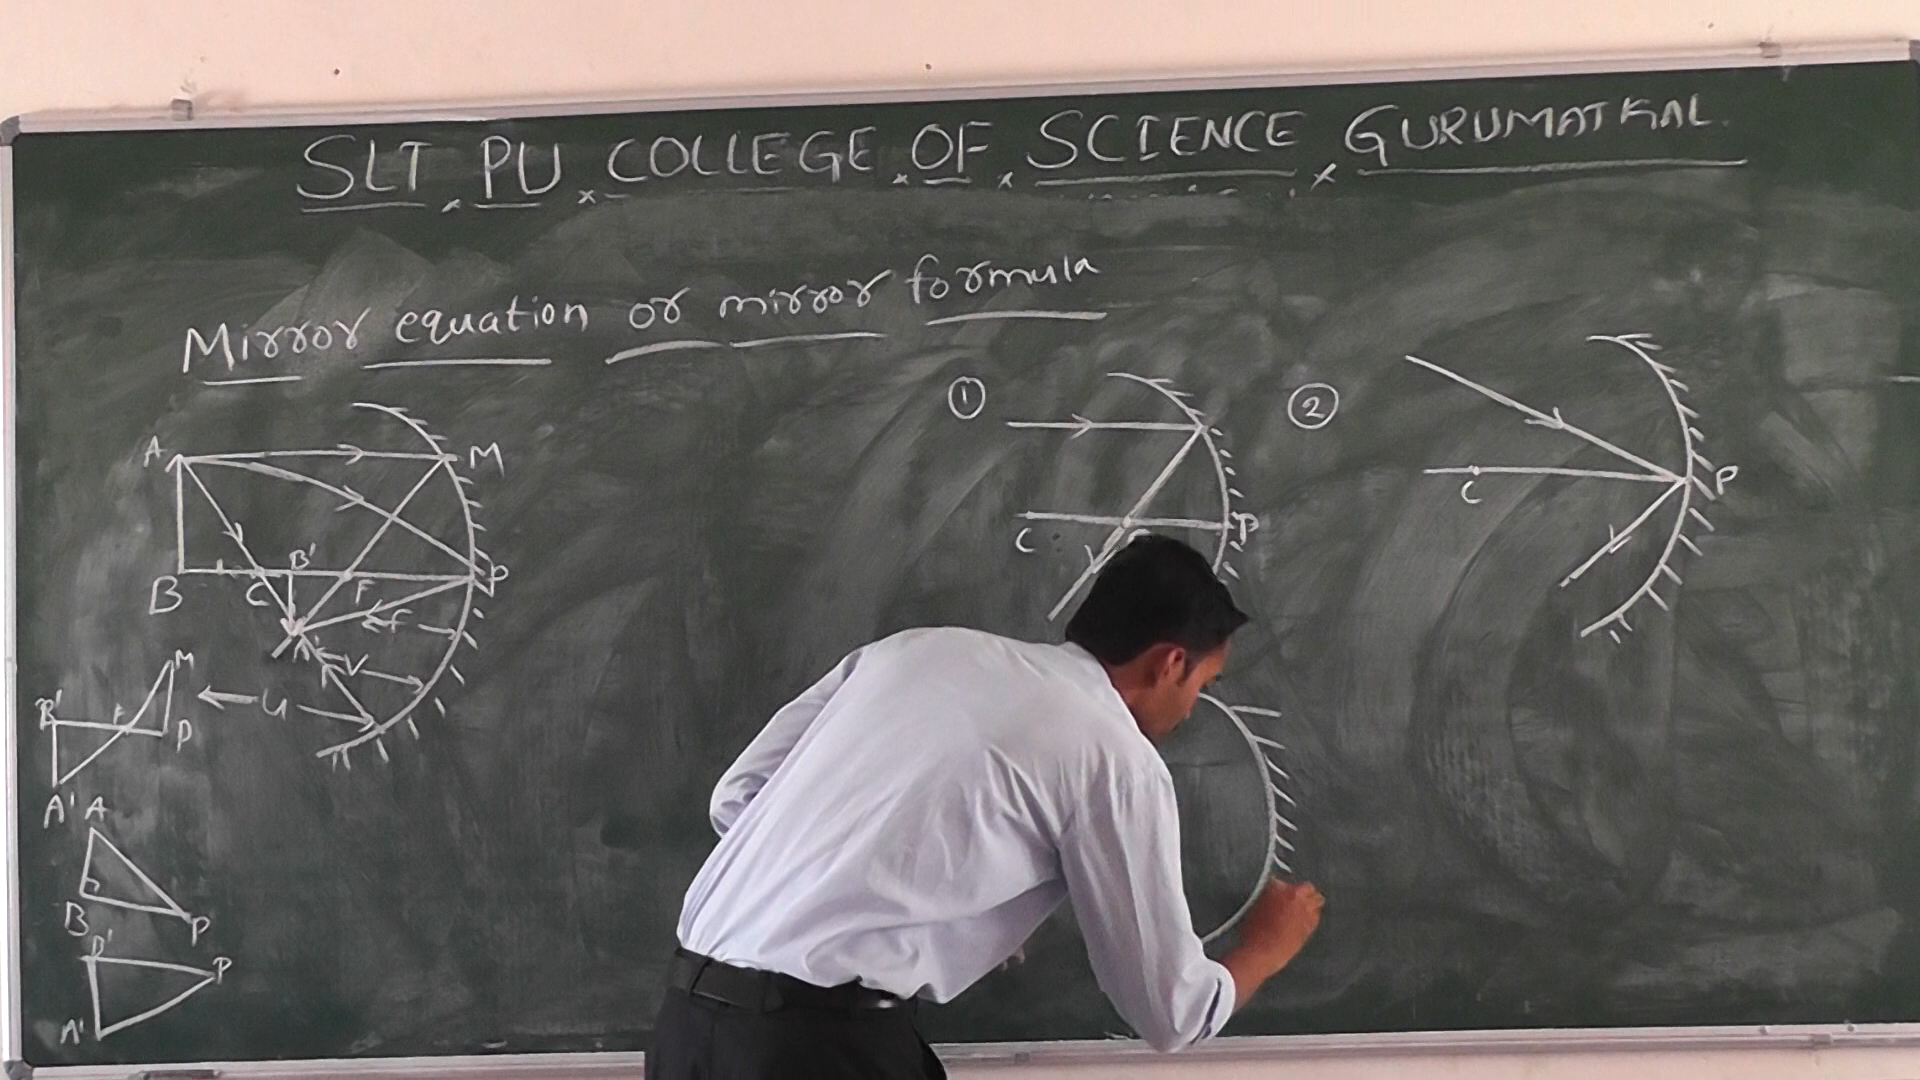 SLT PU COLLEGE OF SCIENCE GURUMATKAL.
Mirror equation or mirror formula
A M
B C B' F P
A'
f
v
u
M
B' F P
A'
A
B P
B' P
A'
1
C P
2
C P